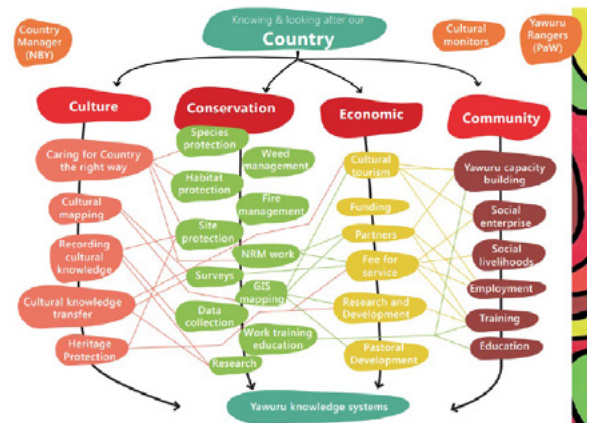 Country
Manager
(NBY)
Knowing & looking after our
Country
Cultural
monitors
Yawuru
Rangers
(PaW)
Culture
Conservation
Economic
Community
Caring for Country
the right way
Cultural
mapping
Recording
cultural
knowledge
Cultural knowledge
transfer
Heritage
Protection
Species
protection
Weed
management
Habitat
protection
Fire
management
Site
protection
NRM work
Surveys
GIS
mapping
Data
collection
Work training
education
Research
Cultural
tourism
Funding
Partners
Fee for
service
Research and
Development
Pastoral
Development
Yawuru capacity
building
Social
enterprise
Social
livelihoods
Employment
Training
Education
Yawuru knowledge systems